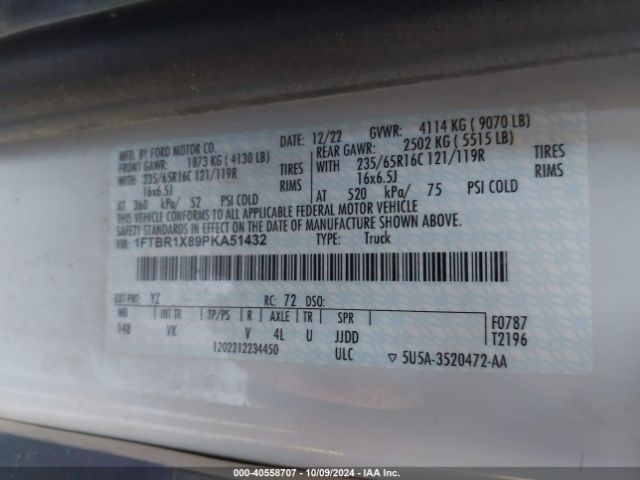 MFD. BY FORD MOTOR CO.
DATE: 12/22 GVWR: 4114 KG ( 9070 LB)
FRONT GAWR: 1873 KG ( 4130 LB)
REAR GAWR: 2502 KG ( 5515 LB)
WITH 235/65R16C 121/119R TIRES
WITH 235/65R16C 121/119R TIRES
16x6.5J RIMS
16x6.5J RIMS
AT 360 kPa/ 52 PSI COLD
AT 520 kPa/ 75 PSI COLD
THIS VEHICLE CONFORMS TO ALL APPLICABLE FEDERAL MOTOR VEHICLE
SAFETY STANDARDS IN EFFECT ON THE DATE OF MANUFACTURE SHOWN ABOVE.
VIN: 1FTBR1X89PKA51432 TYPE: Truck
EXT PNT: YZ RC: 72 DSO:
WB INT TR TP/PS R AXLE TR SPR
148 VK V 4L U JJDD
F0787
T2196
1202212234450 ULC
▽ 5U5A-3520472-AA
000-40558707 - 10/09/2024 - IAA Inc.